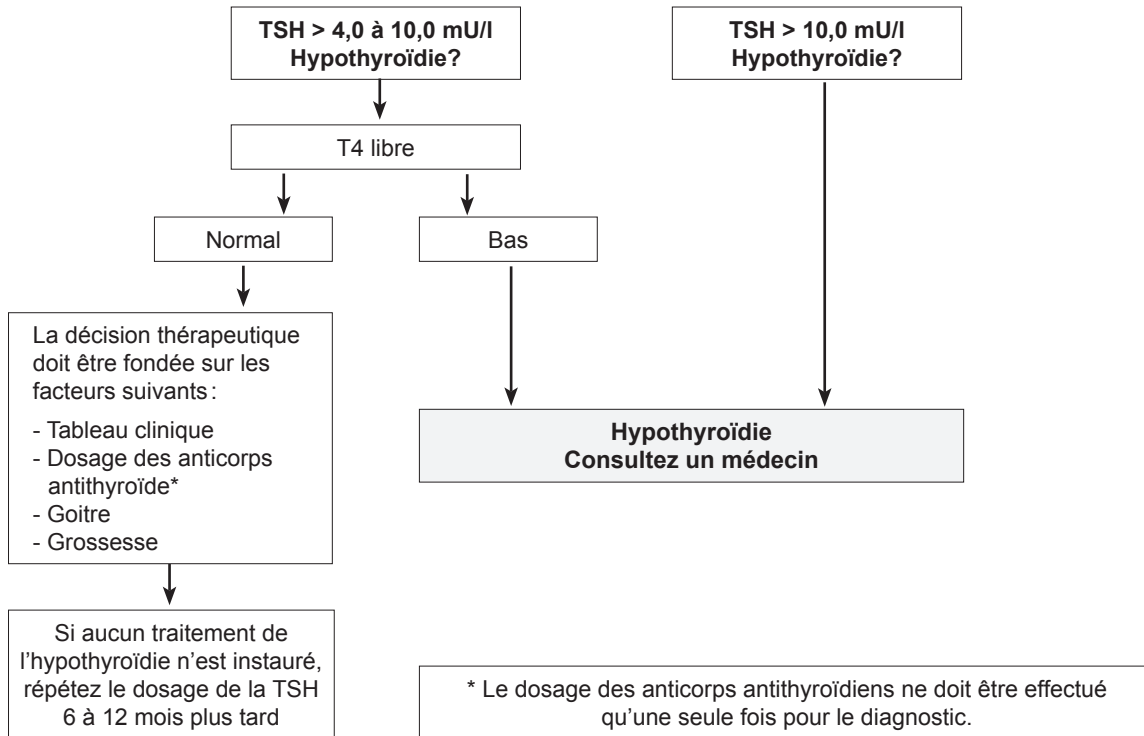 TSH > 4,0 à 10,0 mU/l
Hypothyroïdie?
TSH > 10,0 mU/l
Hypothyroïdie?
T4 libre
Normal
Bas
La décision thérapeutique
doit être fondée sur les
facteurs suivants :
- Tableau clinique
- Dosage des anticorps
antithyroïde*
- Goitre
- Grossesse
Hypothyroïdie
Consultez un médecin
Si aucun traitement de
l’hypothyroïdie n’est instauré,
répétez le dosage de la TSH
6 à 12 mois plus tard
* Le dosage des anticorps antithyroïdiens ne doit être effectué
qu’une seule fois pour le diagnostic.